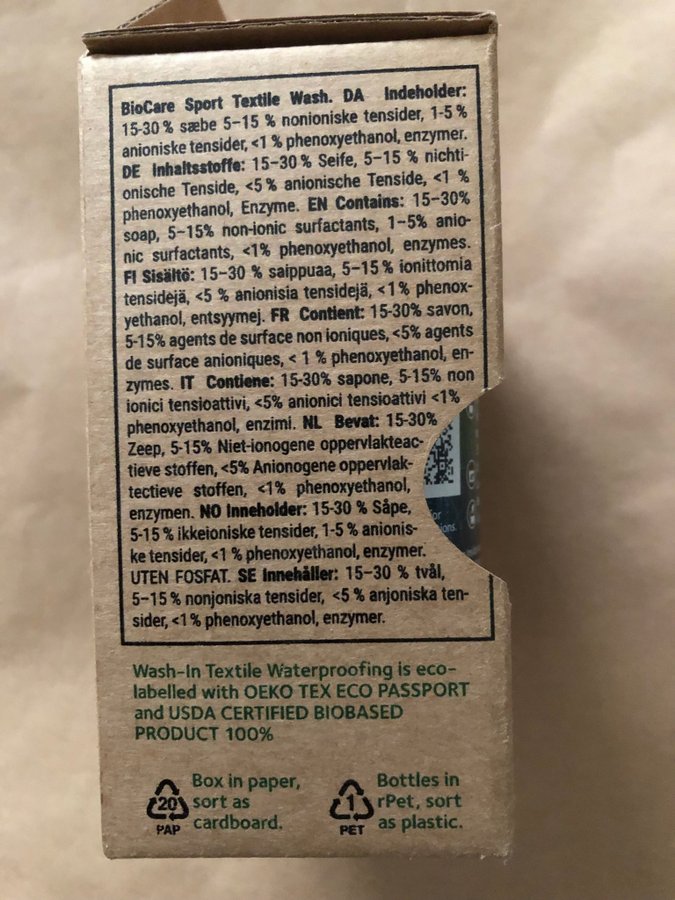 BioCare Sport Textile Wash. DA Indeholder:
15-30 % sæbe 5–15 % nonioniske tensider, 1-5 %
anioniske tensider, <1 % phenoxyethanol, enzymer.
DE Inhaltsstoffe: 15–30 % Seife, 5–15 % nichti-
onische Tenside, <5 % anionische Tenside, <1 %
phenoxyethanol, Enzyme. EN Contains: 15–30%
soap, 5–15% non-ionic surfactants, 1–5% anio-
nic surfactants, <1% phenoxyethanol, enzymes.
FI Sisältö: 15–30 % saippuaa, 5–15 % ionittomia
tensidejä, <5 % anionisia tensidejä, <1 % phenox-
yethanol, entsyymej. FR Contient: 15-30% savon,
5-15% agents de surface non ioniques, <5% agents
de surface anioniques, < 1 % phenoxyethanol, en-
zymes. IT Contiene: 15-30% sapone, 5-15% non
ionici tensioattivi, <5% anionici tensioattivi <1%
phenoxyethanol, enzimi. NL Bevat: 15-30%
Zeep, 5-15% Niet-ionogene oppervlakteac-
tieve stoffen, <5% Anionogene oppervlak-
tectieve stoffen, <1% phenoxyethanol,
enzymen. NO Inneholder: 15-30 % Såpe,
5-15 % ikkeioniske tensider, 1-5 % anionis-
ke tensider, <1 % phenoxyethanol, enzymer.
UTEN FOSFAT. SE Innehåller: 15–30 % tvål,
5–15 % nonjoniska tensider, <5 % anjoniska ten-
sider, <1 % phenoxyethanol, enzymer.
Wash-In Textile Waterproofing is eco-
labelled with OEKO TEX ECO PASSPORT
and USDA CERTIFIED BIOBASED
PRODUCT 100%
20
PAP
Box in paper,
sort as
cardboard.
1
PET
Bottles in
rPet, sort
as plastic.